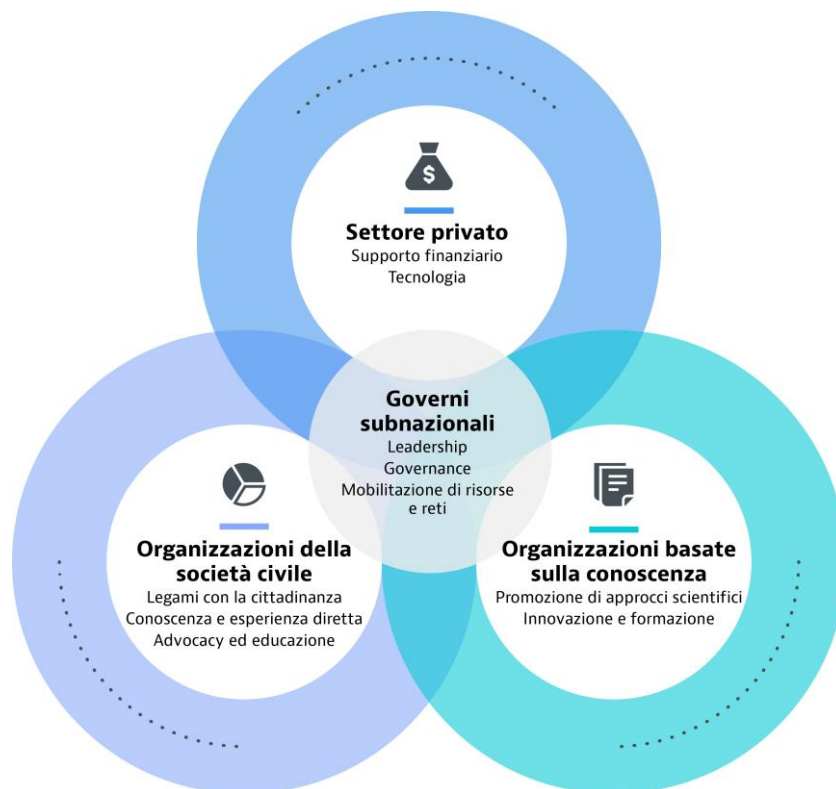 Settore privato
Supporto finanziario
Tecnologia
Governi
subnazionali
Leadership
Governance
Mobilitazione di risorse
e reti
Organizzazioni della
società civile
Legami con la cittadinanza
Conoscenza e esperienza diretta
Advocacy ed educazione
Organizzazioni basate
sulla conoscenza
Promozione di approcci scientifici
Innovazione e formazione